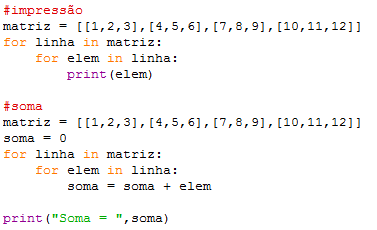 #impressão
matriz = [[1,2,3],[4,5,6],[7,8,9],[10,11,12]]
for linha in matriz:
    for elem in linha:
        print(elem)

#soma
matriz = [[1,2,3],[4,5,6],[7,8,9],[10,11,12]]
soma = 0
for linha in matriz:
    for elem in linha:
        soma = soma + elem

print("Soma = ",soma)